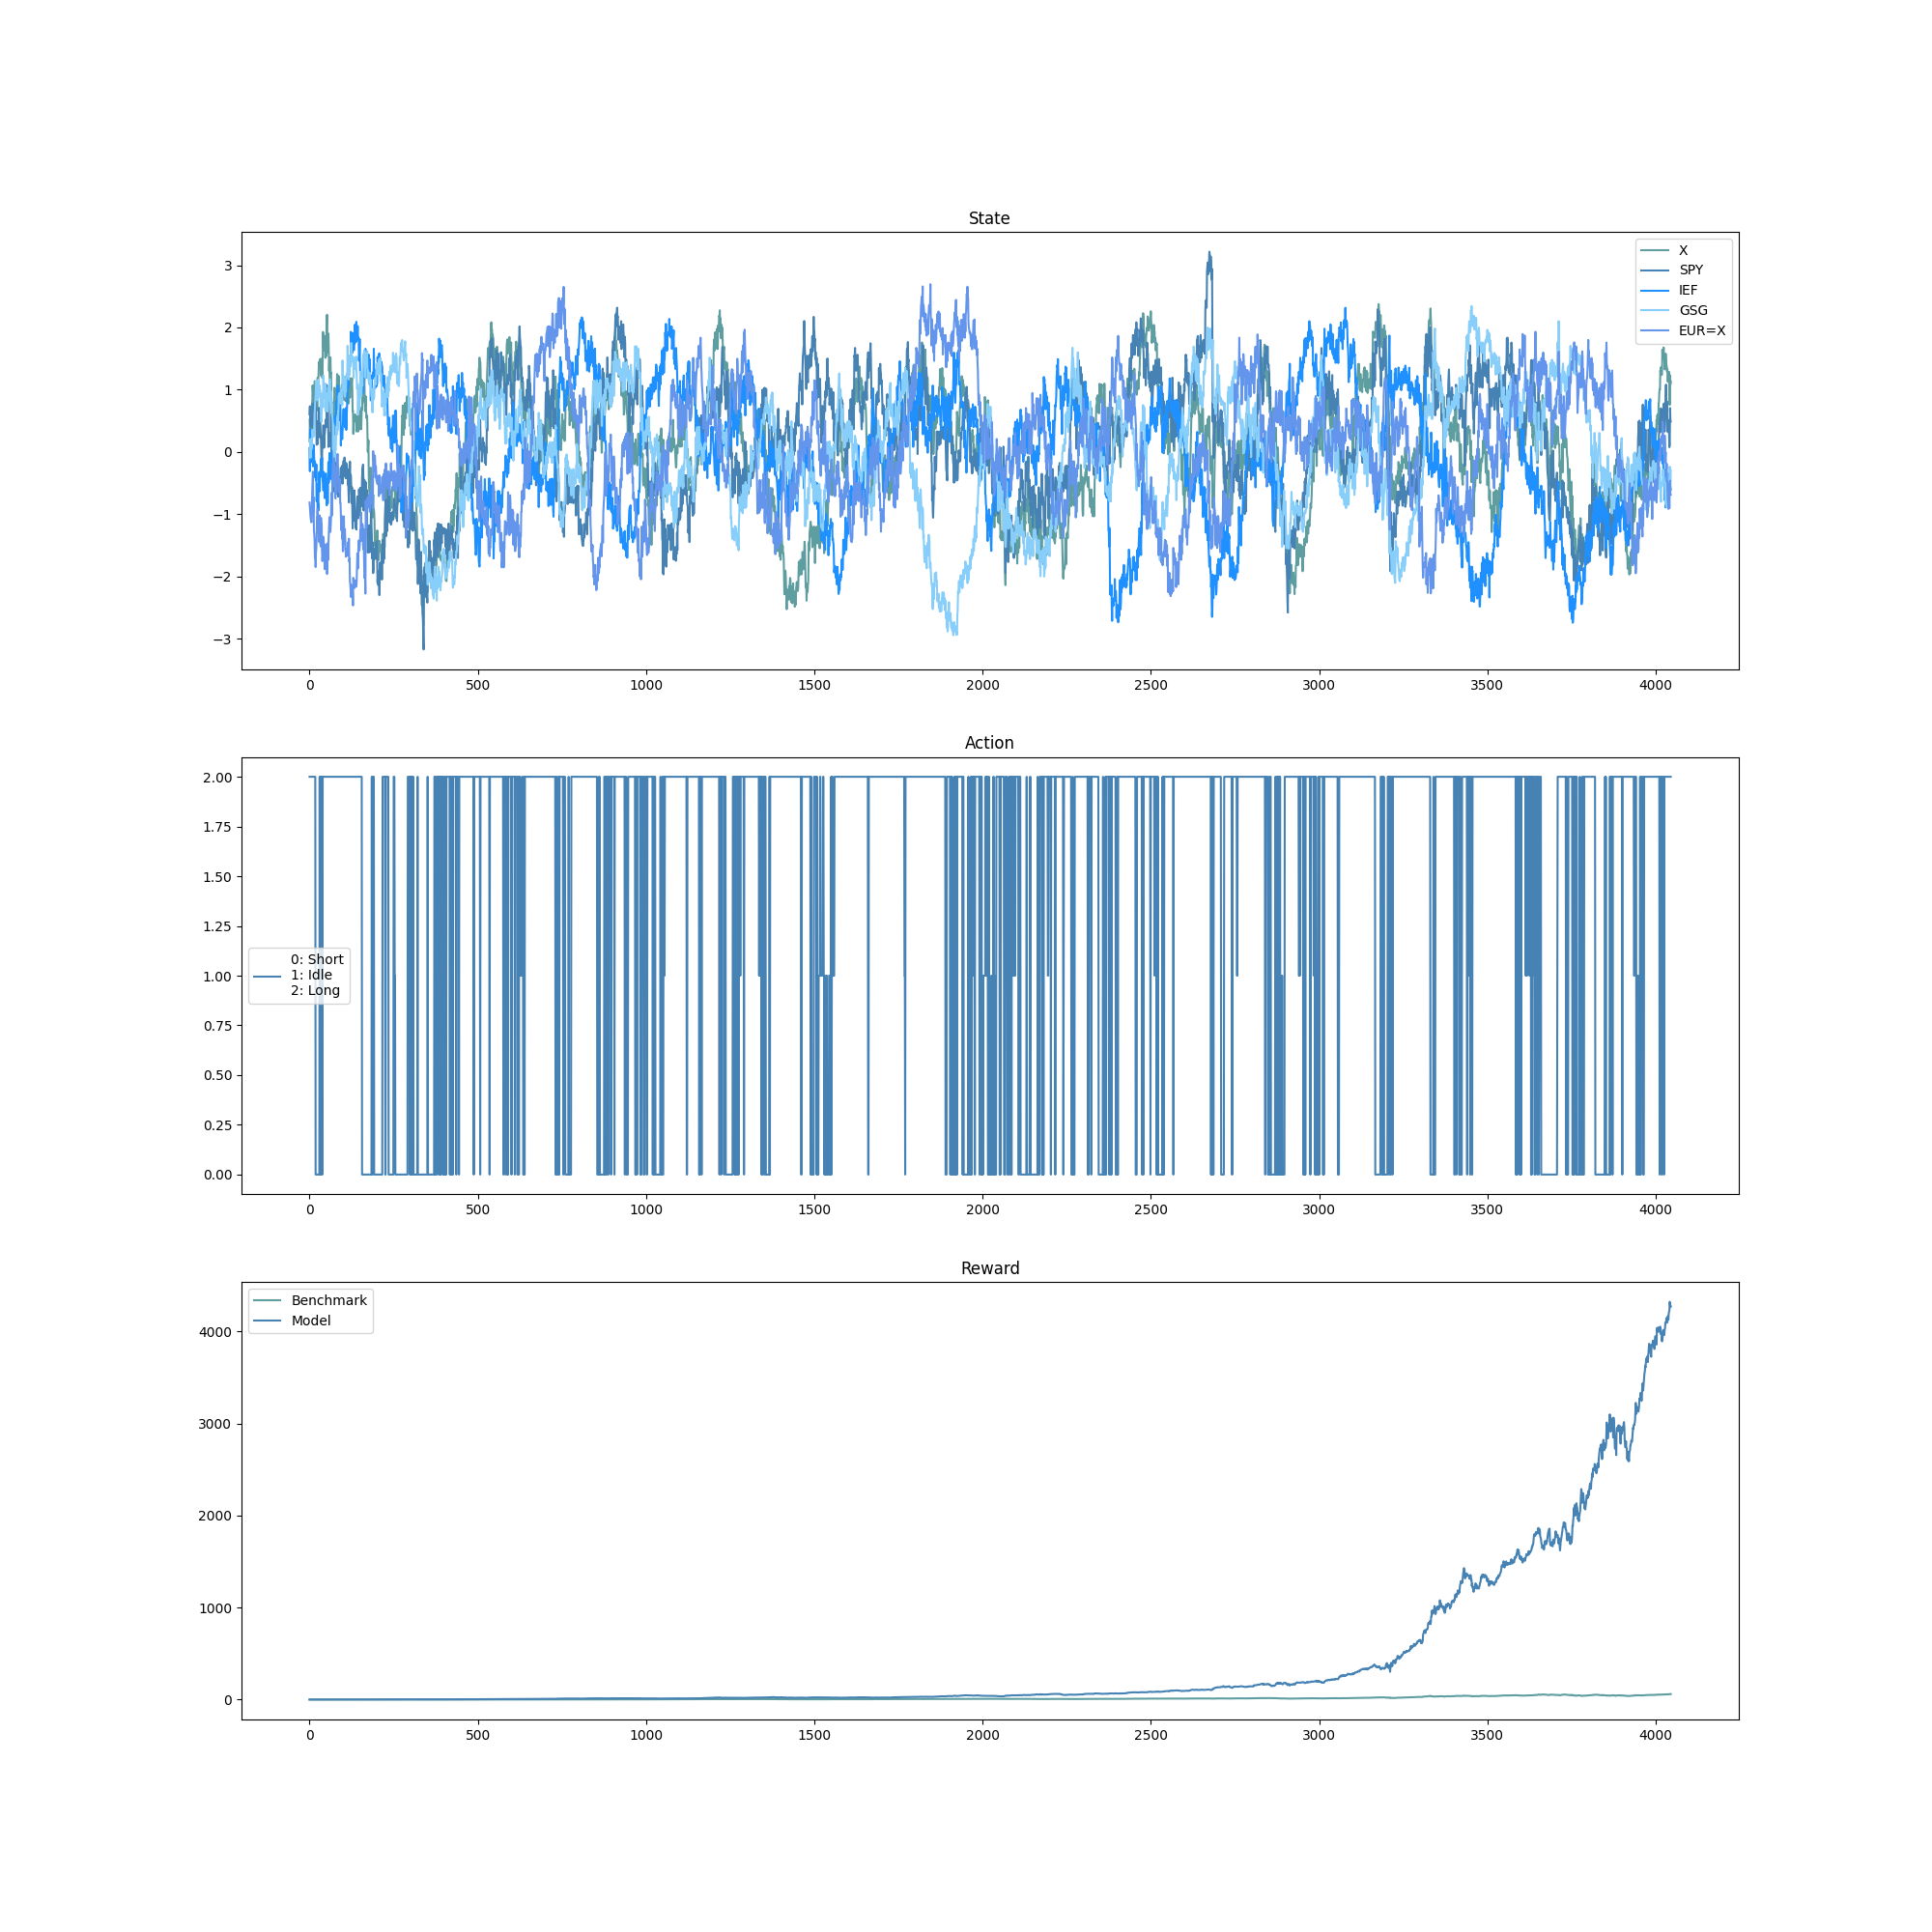 State
3
2
1
0
−1
−2
−3
X
SPY
IEF
GSG
EUR=X
0 500 1000 1500 2000 2500 3000 3500 4000
Action
2.00
1.75
1.50
1.25
1.00
0.75
0.50
0.25
0.00
0: Short
1: Idle
2: Long
0 500 1000 1500 2000 2500 3000 3500 4000
Reward
Benchmark
Model
4000
3000
2000
1000
0
0 500 1000 1500 2000 2500 3000 3500 4000